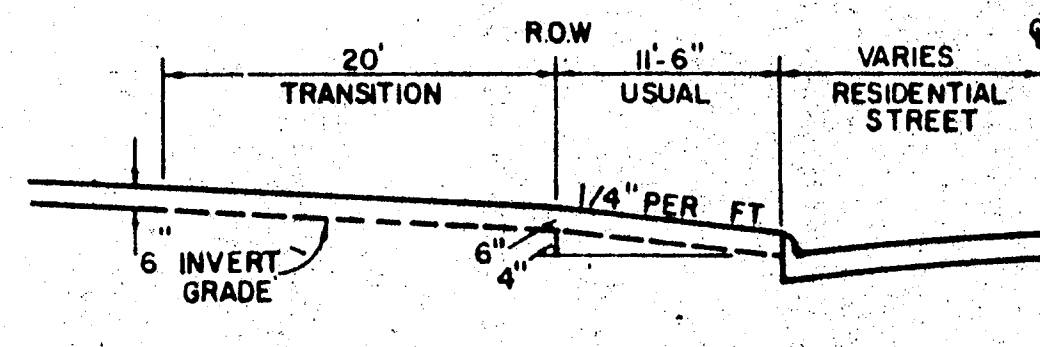 R.O.W
20' 11'-6" VARIES
TRANSITION USUAL RESIDENTIAL
STREET
1/4" PER FT
6" INVERT
GRADE
6"
4"